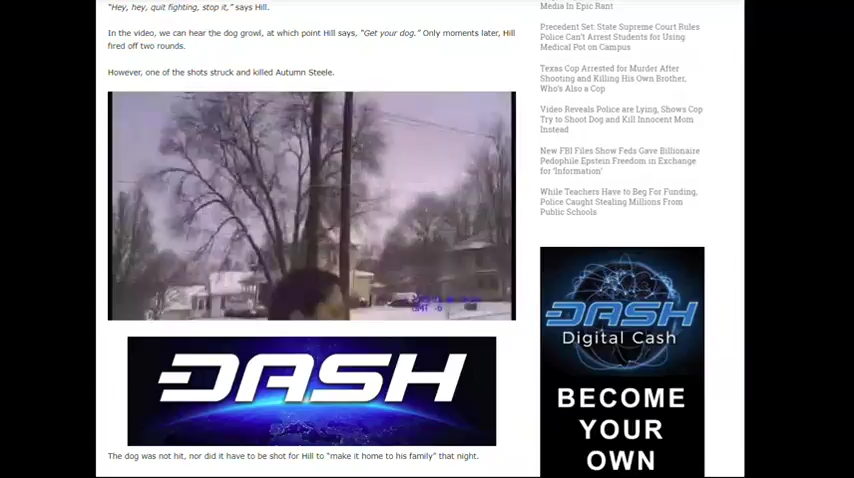 "Hey, hey, quit fighting, stop it," says Hill.
In the video, we can hear the dog growl, at which point Hill says, "Get your dog." Only moments later, Hill
fired off two rounds.
However, one of the shots struck and killed Autumn Steele.
DASH
The dog was not hit, nor did it have to be shot for Hill to "make it home to his family" that night.
Media In Epic Rant
Precedent Set: State Supreme Court Rules
Police Can't Arrest Students for Using
Medical Pot on Campus
Texas Cop Arrested for Murder After
Shooting and Killing His Own Brother,
Who's Also a Cop
Video Reveals Police are Lying, Shows Cop
Try to Shoot Dog and Kill Innocent Mom
Instead
New FBI Files Show Feds Gave Billionaire
Pedophile Epstein Freedom in Exchange
for 'Information'
While Teachers Have to Beg For Funding,
Police Caught Stealing Millions From
Public Schools
DASH
Digital Cash
BECOME
YOUR
OWN